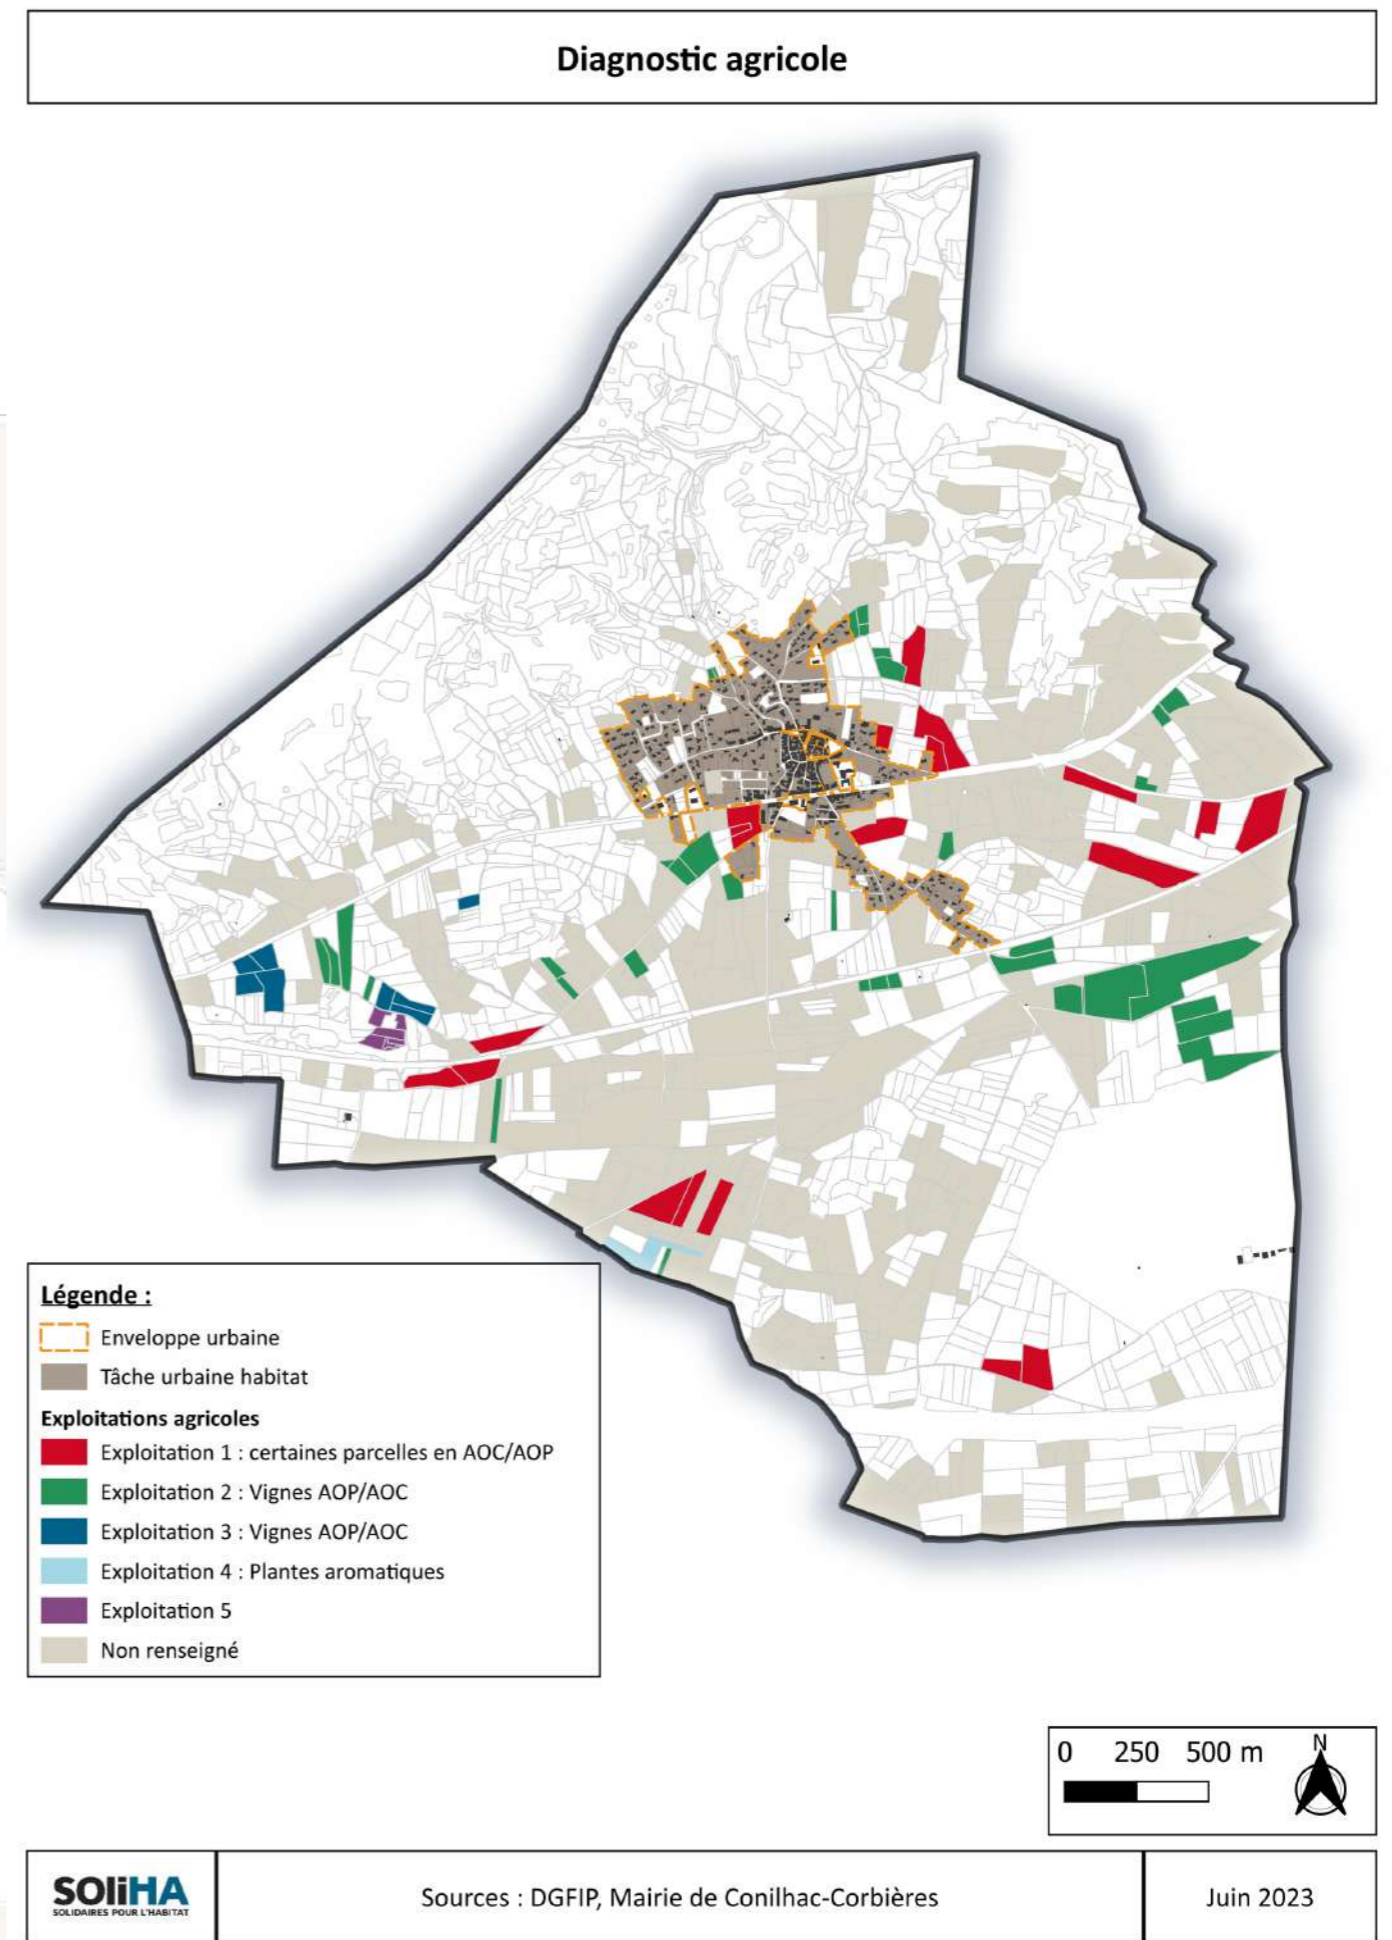 Diagnostic agricole
Légende :
Enveloppe urbaine
Tâche urbaine habitat
Exploitations agricoles
Exploitation 1 : certaines parcelles en AOC/AOP
Exploitation 2 : Vignes AOP/AOC
Exploitation 3 : Vignes AOP/AOC
Exploitation 4 : Plantes aromatiques
Exploitation 5
Non renseigné
0 250 500 m
N
SOliHA
SOLIDAIRES POUR L'HABITAT
Sources : DGFIP, Mairie de Conilhac-Corbières
Juin 2023